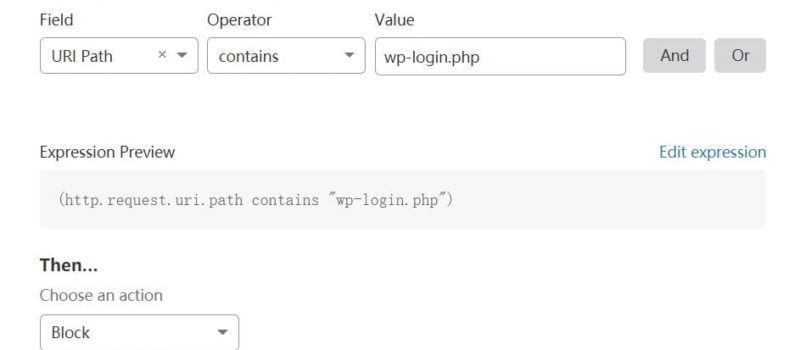 Field Operator Value
URI Path × contains wp-login.php And Or
Expression Preview Edit expression
(http.request.uri.path contains "wp-login.php")
Then...
Choose an action
Block